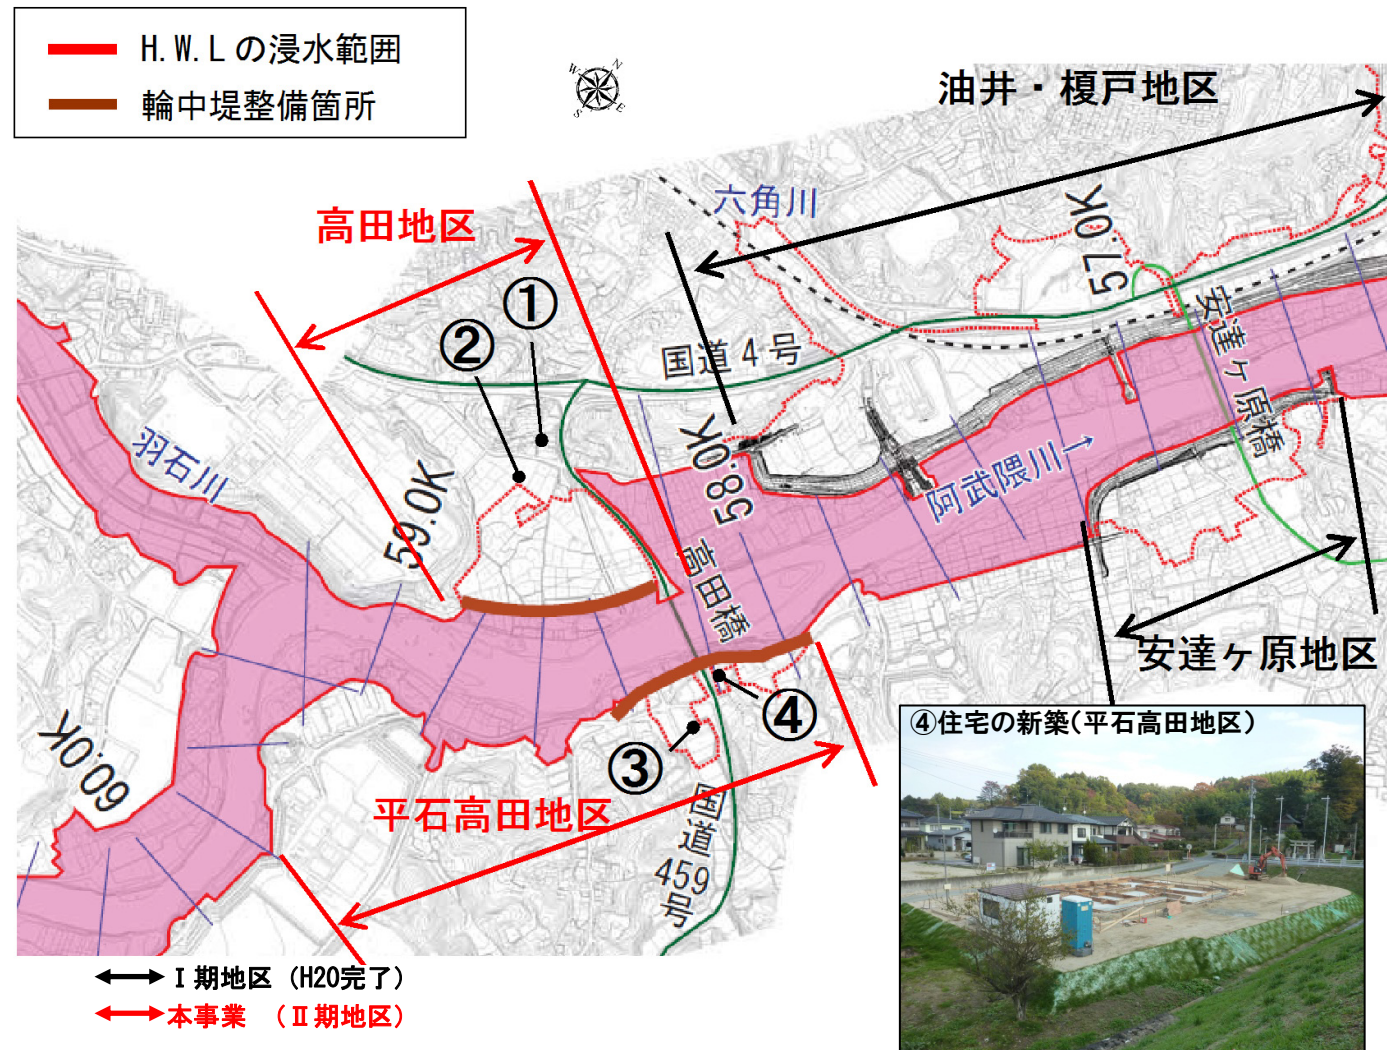 H.W.Lの浸水範囲
輪中堤整備箇所
W
N
S
E
油井・榎戸地区
六角川
57.0K
高田地区
①
②
国道4号
安達ヶ原橋
58.0K
羽石川
59.0K
阿武隈川→
高田橋
安達ヶ原地区
④
③
60.0K
平石高田地区
国道459号
④住宅の新築(平石高田地区)
Ⅰ期地区 (H20完了)
本事業 (Ⅱ期地区)